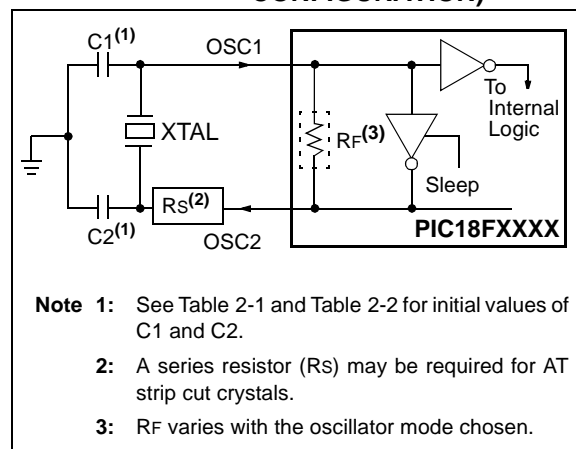 CONFIGURATION)
C1(1)
OSC1
To
Internal
Logic
XTAL
RF(3)
Sleep
RS(2)
C2(1)
OSC2
PIC18FXXXX
Note 1: See Table 2-1 and Table 2-2 for initial values of
C1 and C2.
2: A series resistor (RS) may be required for AT
strip cut crystals.
3: RF varies with the oscillator mode chosen.